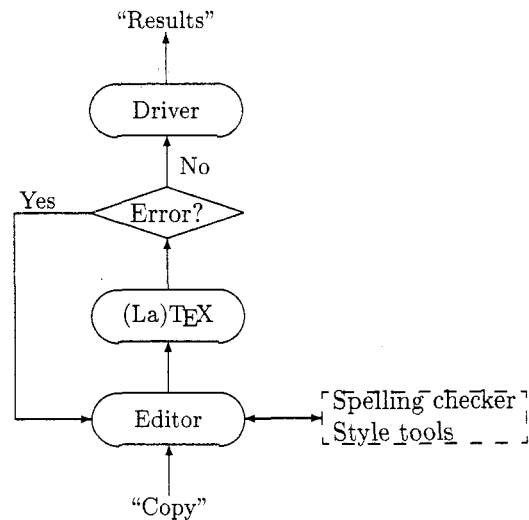 “Results”
Driver
No
Yes
Error?
(La)TEX
Editor
Spelling checker
Style tools
“Copy”